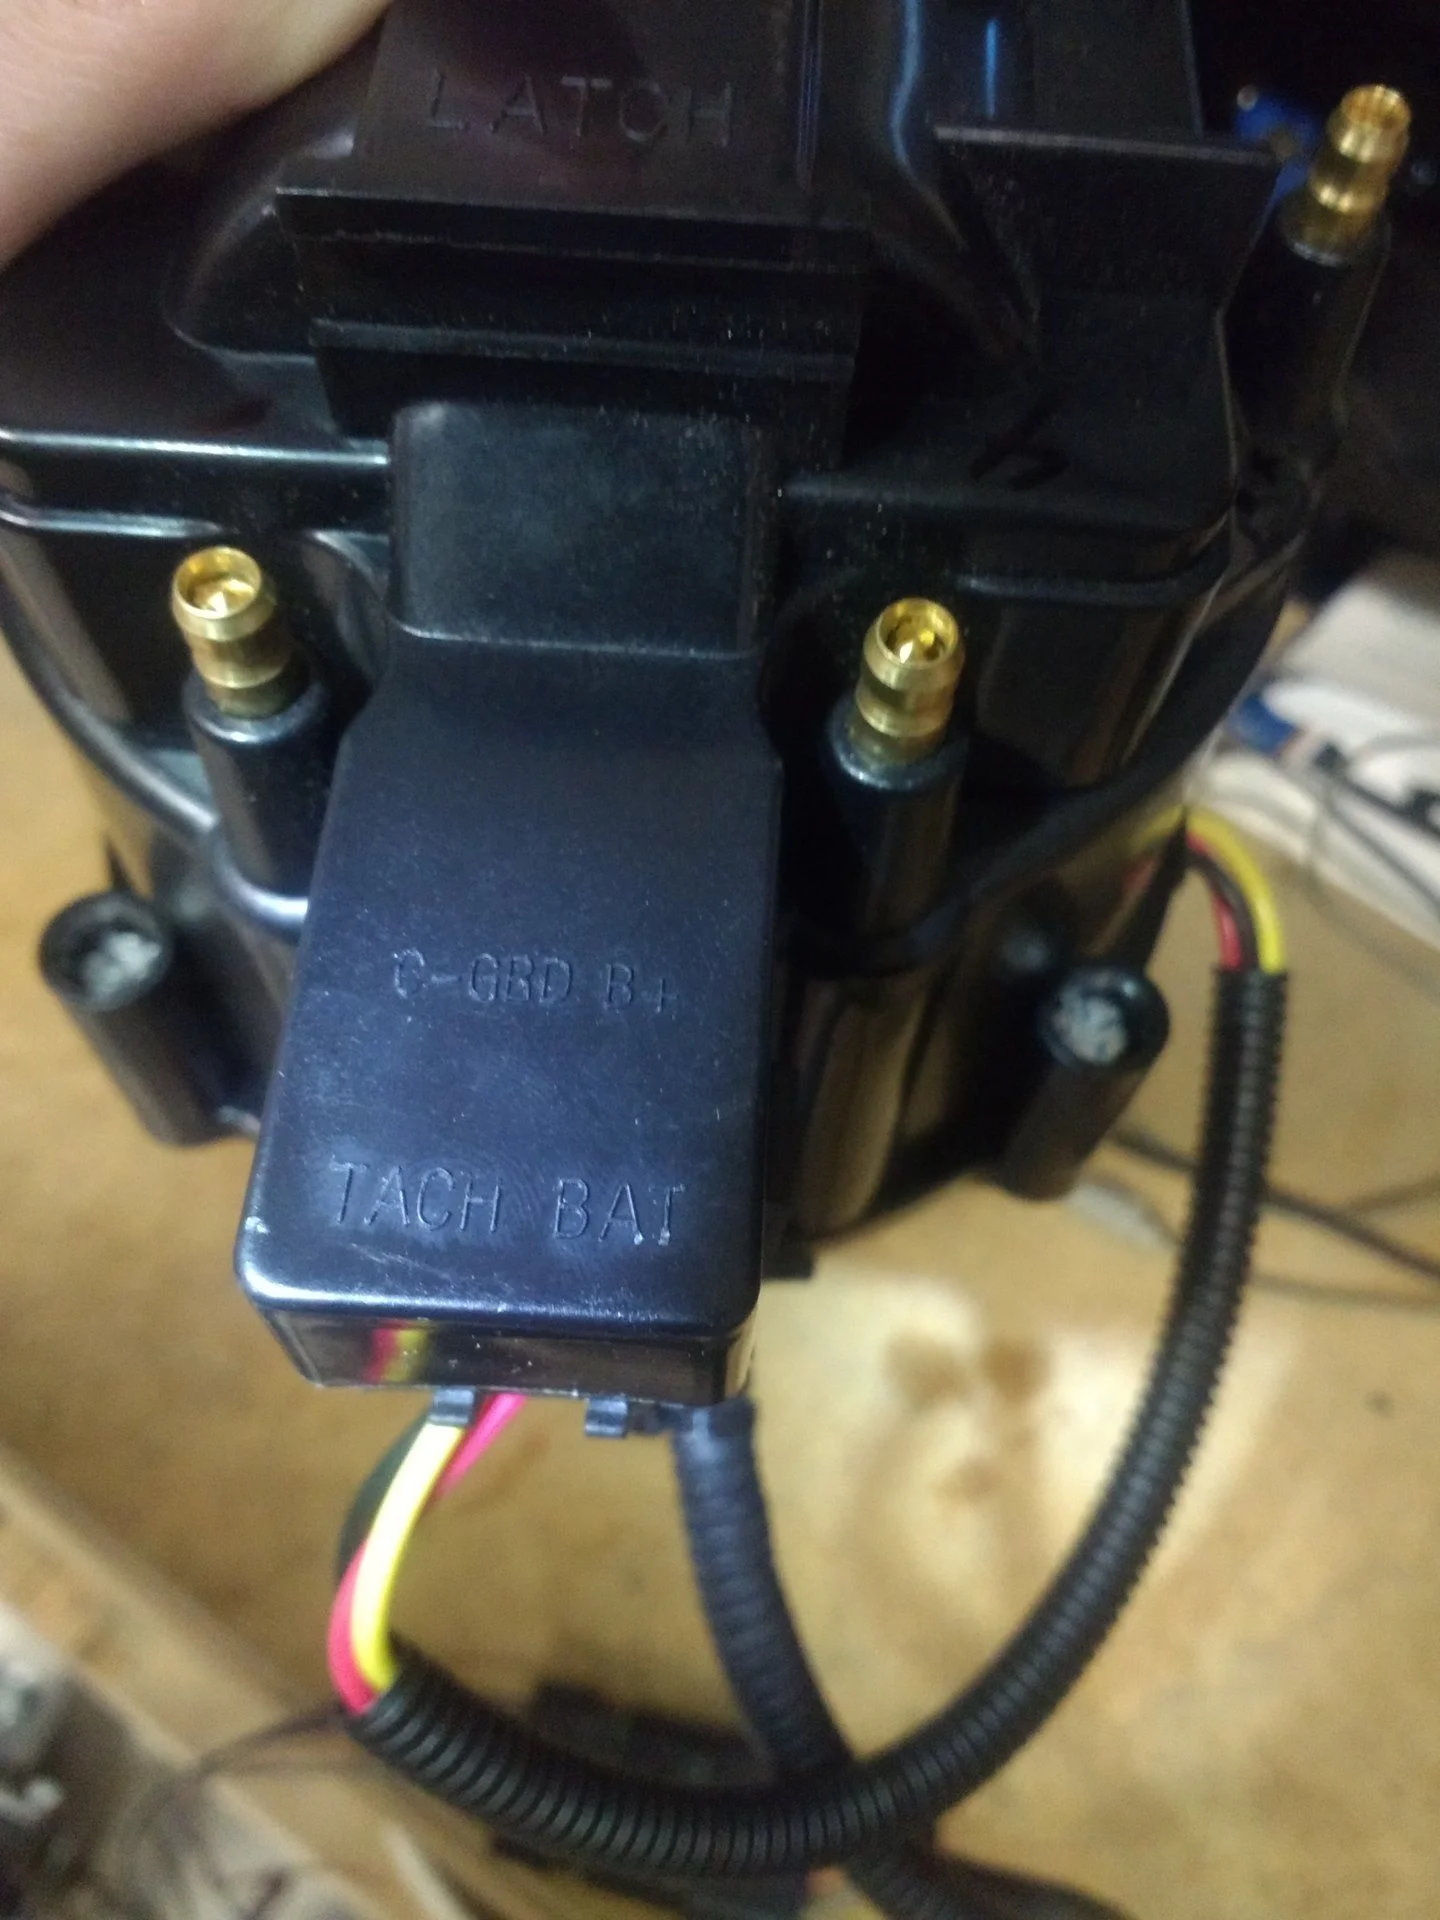 LATCH
C-GRD B+
TACH BAT